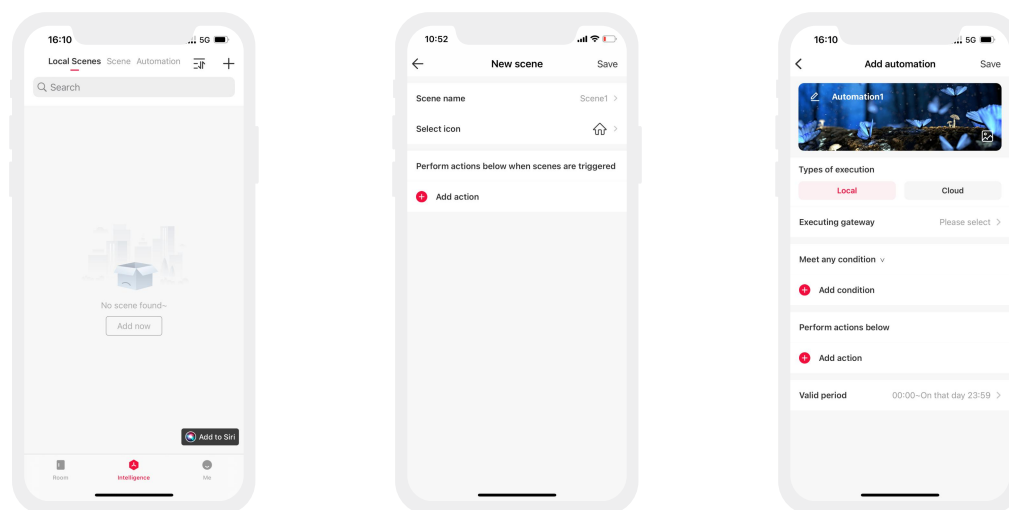 16:10
5G
Local Scenes Scene Automation
Search
No scene found~
Add now
Add to Siri
Room
Intelligence
Me
10:52
New scene
Save
Scene name
Scene1
Select icon
Perform actions below when scenes are triggered
Add action
16:10
5G
Add automation
Save
Automation1
Types of execution
Local
Cloud
Executing gateway
Please select
Meet any condition
Add condition
Perform actions below
Add action
Valid period
00:00~On that day 23:59